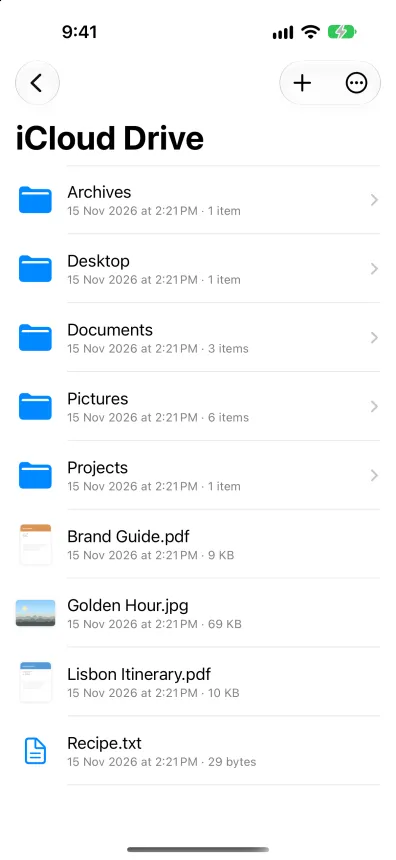 9:41
iCloud Drive
Archives
15 Nov 2026 at 2:21 PM · 1 item
Desktop
15 Nov 2026 at 2:21 PM · 1 item
Documents
15 Nov 2026 at 2:21 PM · 3 items
Pictures
15 Nov 2026 at 2:21 PM · 6 items
Projects
15 Nov 2026 at 2:21 PM · 1 item
Brand Guide.pdf
15 Nov 2026 at 2:21 PM · 9 KB
Golden Hour.jpg
15 Nov 2026 at 2:21 PM · 69 KB
Lisbon Itinerary.pdf
15 Nov 2026 at 2:21 PM · 10 KB
Recipe.txt
15 Nov 2026 at 2:21 PM · 29 bytes